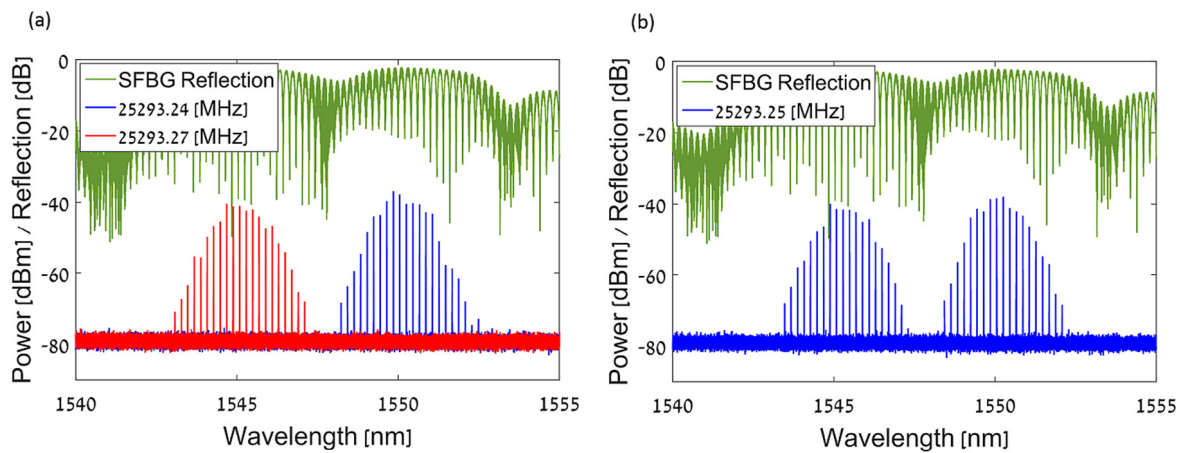 (a)
(b)
0
-20
-40
-60
-80
1540
1545
1550
1555
Power [dBm] / Reflection [dB]
Wavelength [nm]
SFBG Reflection
25293.24 [MHz]
25293.27 [MHz]
0
-20
-40
-60
-80
1540
1545
1550
1555
Power [dBm] / Reflection [dB]
Wavelength [nm]
SFBG Reflection
25293.25 [MHz]